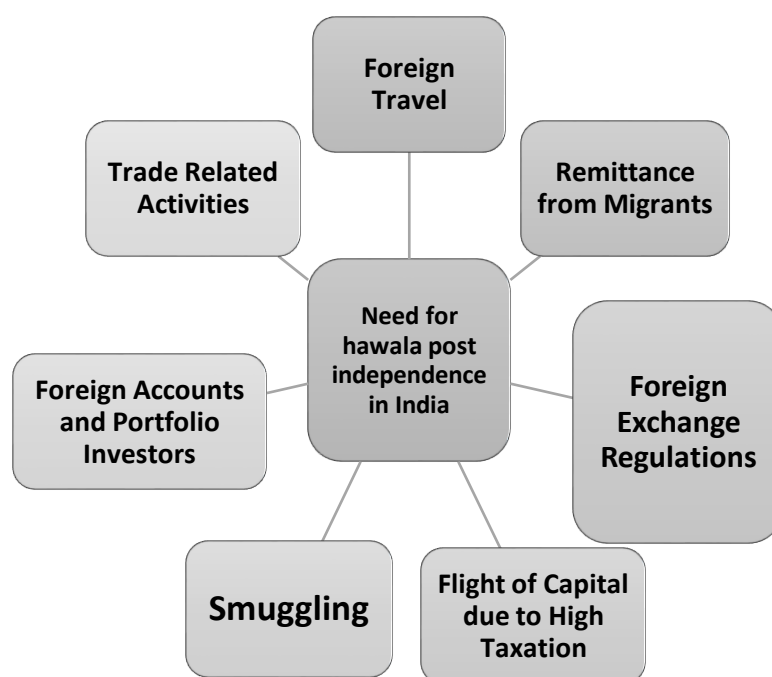 Foreign
Travel
Trade Related
Activities
Remittance
from Migrants
Need for
hawala post
independence
in India
Foreign Accounts
and Portfolio
Investors
Foreign
Exchange
Regulations
Smuggling
Flight of Capital
due to High
Taxation